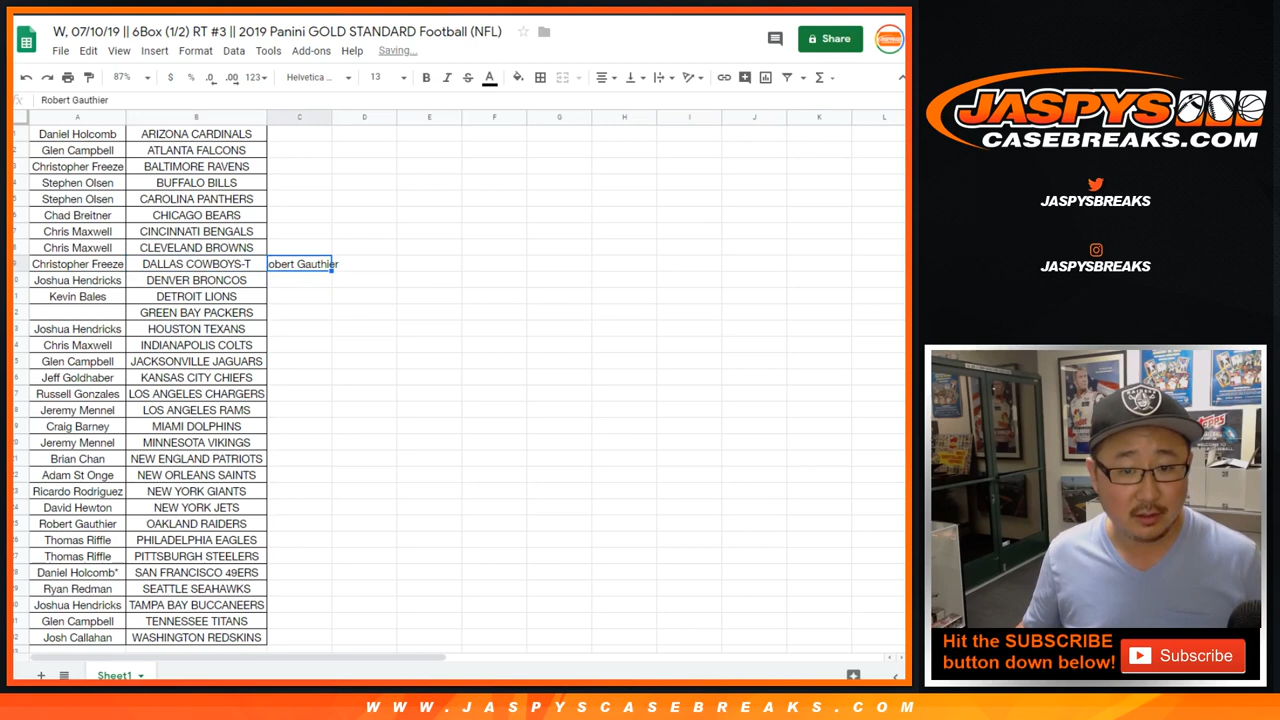 W, 07/10/19 || 6Box (1/2) RT #3 || 2019 Panini GOLD STANDARD Football (NFL)
File Edit View Insert Format Data Tools Add-ons Help Saving...
Share
87% $ % .0 .00 123 Helvetica ... 13 B I S A
fx Robert Gauthier
A B C D E F G H I J K L
Daniel Holcomb ARIZONA CARDINALS
Glen Campbell ATLANTA FALCONS
Christopher Freeze BALTIMORE RAVENS
Stephen Olsen BUFFALO BILLS
Stephen Olsen CAROLINA PANTHERS
Chad Breitner CHICAGO BEARS
Chris Maxwell CINCINNATI BENGALS
Chris Maxwell CLEVELAND BROWNS
Christopher Freeze DALLAS COWBOYS-T obert Gauthier
Joshua Hendricks DENVER BRONCOS
Kevin Bales DETROIT LIONS
GREEN BAY PACKERS
Joshua Hendricks HOUSTON TEXANS
Chris Maxwell INDIANAPOLIS COLTS
Glen Campbell JACKSONVILLE JAGUARS
Jeff Goldhaber KANSAS CITY CHIEFS
Russell Gonzales LOS ANGELES CHARGERS
Jeremy Mennel LOS ANGELES RAMS
Craig Barney MIAMI DOLPHINS
Jeremy Mennel MINNESOTA VIKINGS
Brian Chan NEW ENGLAND PATRIOTS
Adam St Onge NEW ORLEANS SAINTS
Ricardo Rodriguez NEW YORK GIANTS
David Hewton NEW YORK JETS
Robert Gauthier OAKLAND RAIDERS
Thomas Riffle PHILADELPHIA EAGLES
Thomas Riffle PITTSBURGH STEELERS
Daniel Holcomb* SAN FRANCISCO 49ERS
Ryan Redman SEATTLE SEAHAWKS
Joshua Hendricks TAMPA BAY BUCCANEERS
Glen Campbell TENNESSEE TITANS
Josh Callahan WASHINGTON REDSKINS
Sheet1
JASPYS
CASEBREAKS.COM
JASPYSBREAKS
JASPYSBREAKS
Hit the SUBSCRIBE
button down below!
Subscribe
WWW.JASPYSCASEBREAKS.COM